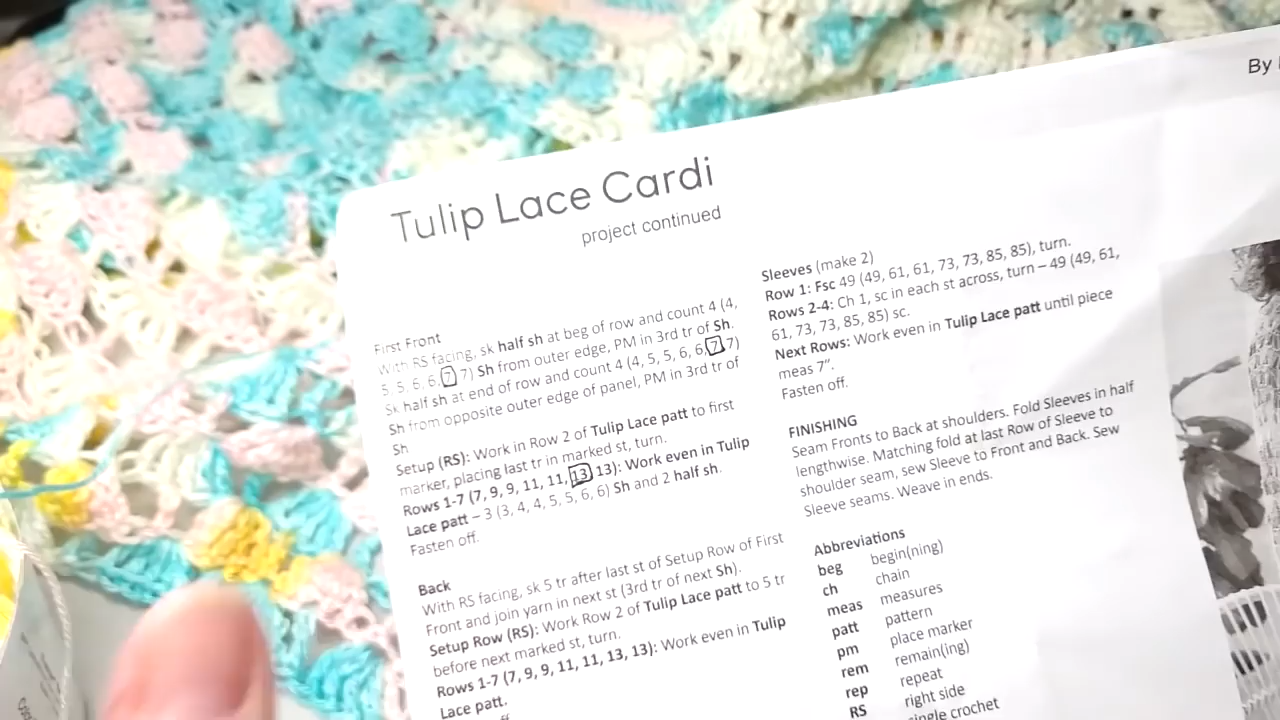 By
Tulip Lace Cardi
project continued
First Front
With RS facing, sk half sh at beg of row and count 4 (4,
5, 5, 6, 6, 7, 7) Sh from outer edge, PM in 3rd tr of Sh.
Sk half sh at end of row and count 4 (4, 5, 5, 6, 6, 7, 7)
Sh from opposite outer edge of panel, PM in 3rd tr of
Sh
Setup (RS): Work in Row 2 of Tulip Lace patt to first
marker, placing last tr in marked st, turn.
Rows 1-7 (7, 9, 9, 11, 11, 13, 13): Work even in Tulip
Lace patt – 3 (3, 4, 4, 5, 5, 6, 6) Sh and 2 half sh.
Fasten off.
Back
With RS facing, sk 5 tr after last st of Setup Row of First
Front and join yarn in next st (3rd tr of next Sh).
Setup Row (RS): Work Row 2 of Tulip Lace patt to 5 tr
before next marked st, turn.
Rows 1-7 (7, 9, 9, 11, 11, 13, 13): Work even in Tulip
Lace patt.
Sleeves (make 2)
Row 1: Fsc 49 (49, 61, 61, 73, 73, 85, 85), turn.
Rows 2-4: Ch 1, sc in each st across, turn – 49 (49, 61,
61, 73, 73, 85, 85) sc.
Next Rows: Work even in Tulip Lace patt until piece
meas 7".
Fasten off.
FINISHING
Seam Fronts to Back at shoulders. Fold Sleeves in half
lengthwise. Matching fold at last Row of Sleeve to
shoulder seam, sew Sleeve to Front and Back. Sew
Sleeve seams. Weave in ends.
Abbreviations
beg begin(ning)
ch chain
meas measures
patt pattern
pm place marker
rem remain(ing)
rep repeat
RS right side
single crochet